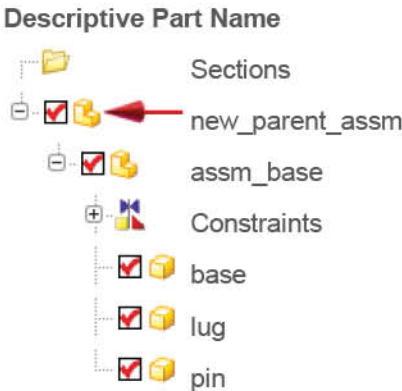 Descriptive Part Name
Sections
new_parent_assm
assm_base
Constraints
base
lug
pin